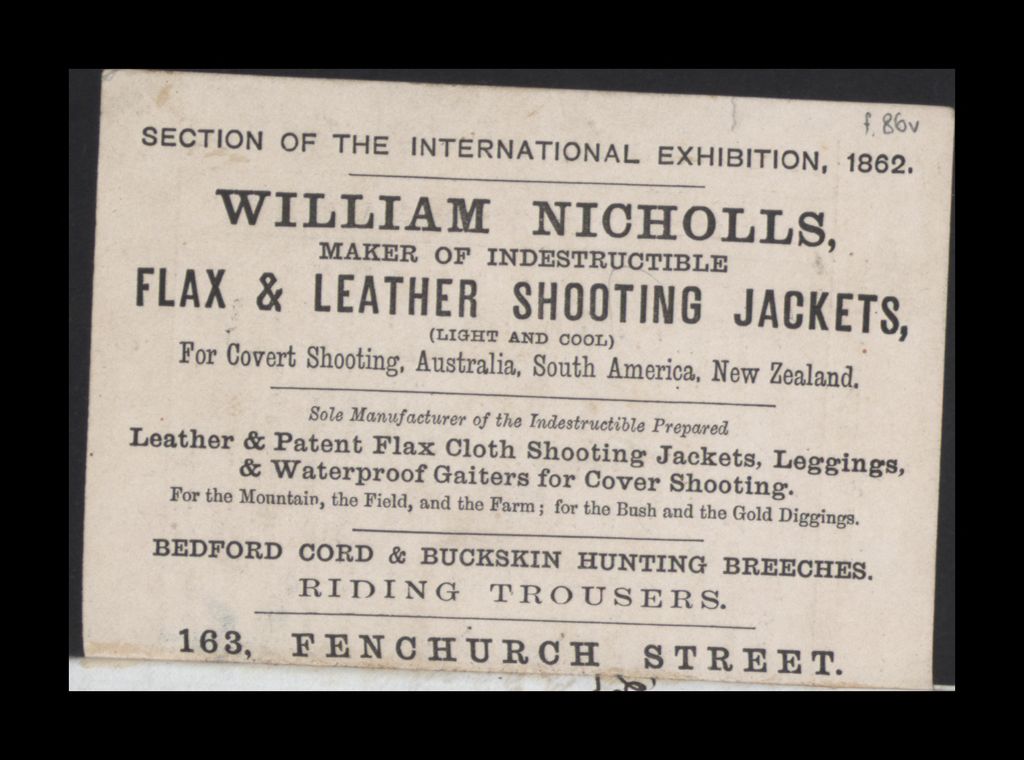 f. 86v
SECTION OF THE INTERNATIONAL EXHIBITION, 1862.
WILLIAM NICHOLLS,
MAKER OF INDESTRUCTIBLE
FLAX & LEATHER SHOOTING JACKETS,
(LIGHT AND COOL)
For Covert Shooting, Australia, South America, New Zealand.
Sole Manufacturer of the Indestructible Prepared
Leather & Patent Flax Cloth Shooting Jackets, Leggings,
& Waterproof Gaiters for Cover Shooting.
For the Mountain, the Field, and the Farm; for the Bush and the Gold Diggings.
BEDFORD CORD & BUCKSKIN HUNTING BREECHES.
RIDING TROUSERS.
163, FENCHURCH STREET.